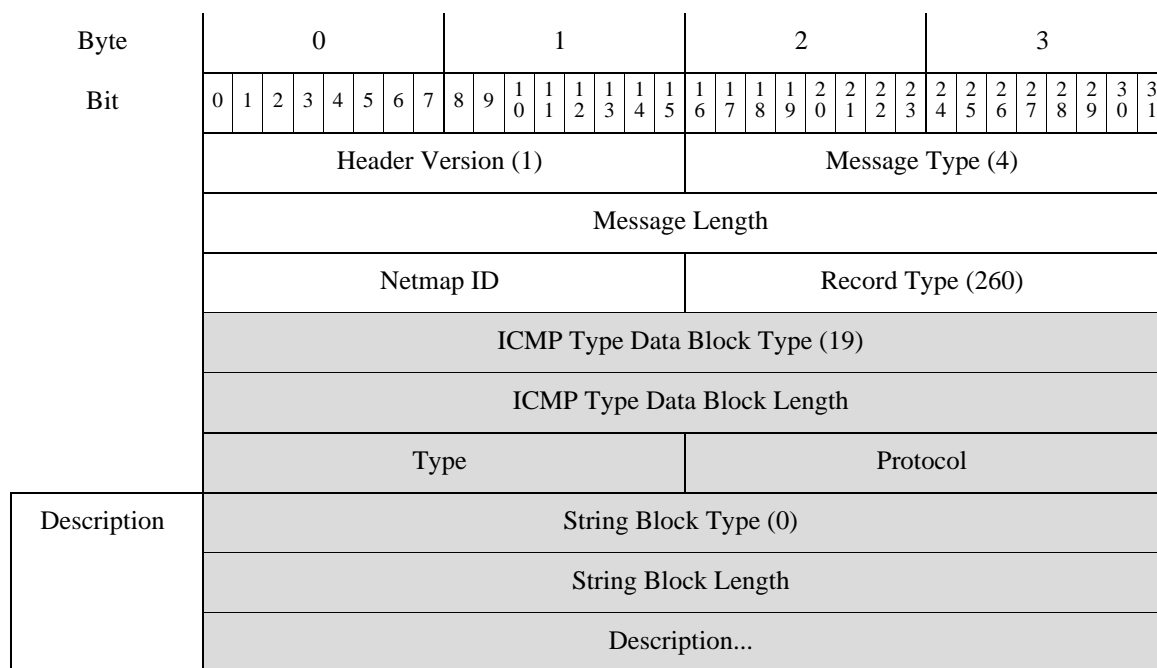 Byte 0 1 2 3
Bit 0 1 2 3 4 5 6 7 8 9 10 11 12 13 14 15 16 17 18 19 20 21 22 23 24 25 26 27 28 29 30 31
Header Version (1) Message Type (4)
Message Length
Netmap ID Record Type (260)
ICMP Type Data Block Type (19)
ICMP Type Data Block Length
Type Protocol
Description String Block Type (0)
String Block Length
Description...